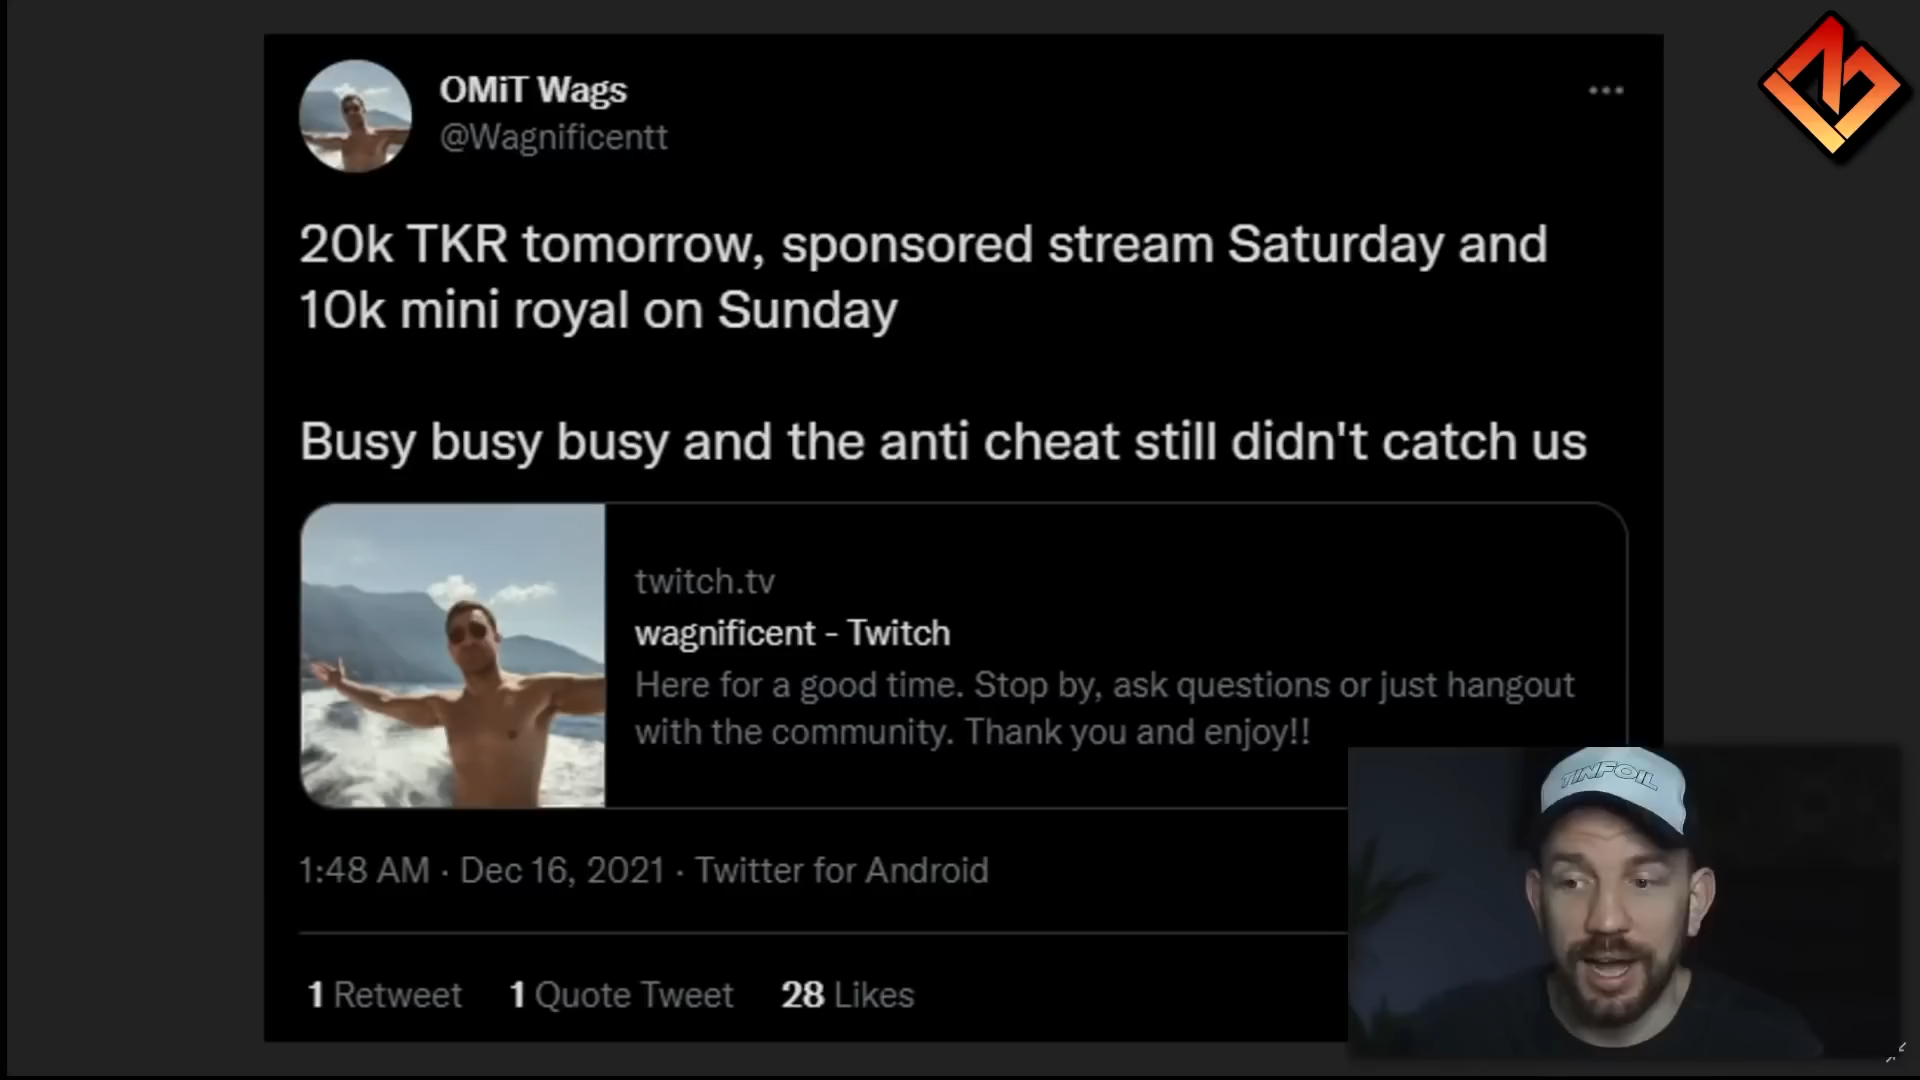 OMiT Wags
@Wagnificentt
20k TKR tomorrow, sponsored stream Saturday and
10k mini royal on Sunday
Busy busy busy and the anti cheat still didn't catch us
twitch.tv
wagnificent - Twitch
Here for a good time. Stop by, ask questions or just hangout
with the community. Thank you and enjoy!!
TINFOIL
1:48 AM · Dec 16, 2021 · Twitter for Android
1 Retweet 1 Quote Tweet 28 Likes